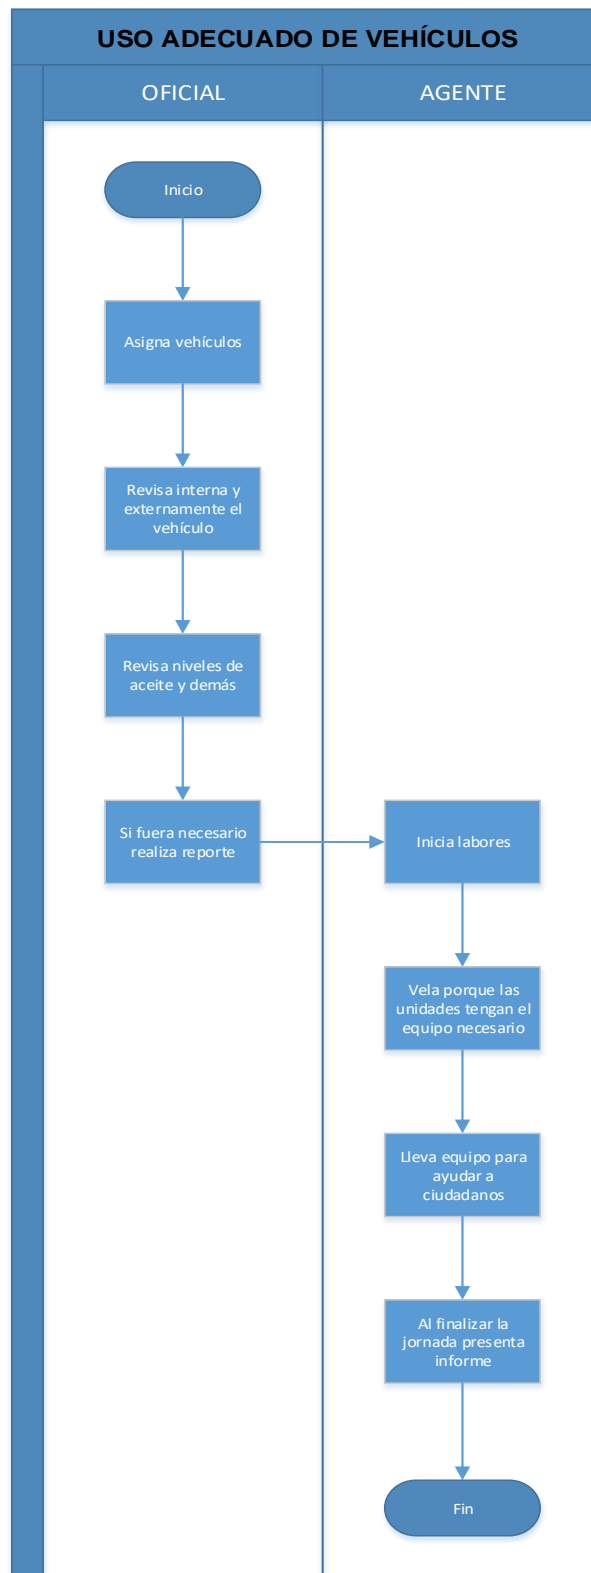 USO ADECUADO DE VEHÍCULOS
OFICIAL
AGENTE
Inicio
Asigna vehículos
Revisa interna y
externamente el
vehículo
Revisa niveles de
aceite y demás
Si fuera necesario
realiza reporte
Inicia labores
Vela porque las
unidades tengan el
equipo necesario
Lleva equipo para
ayudar a
ciudadanos
Al finalizar la
jornada presenta
informe
Fin